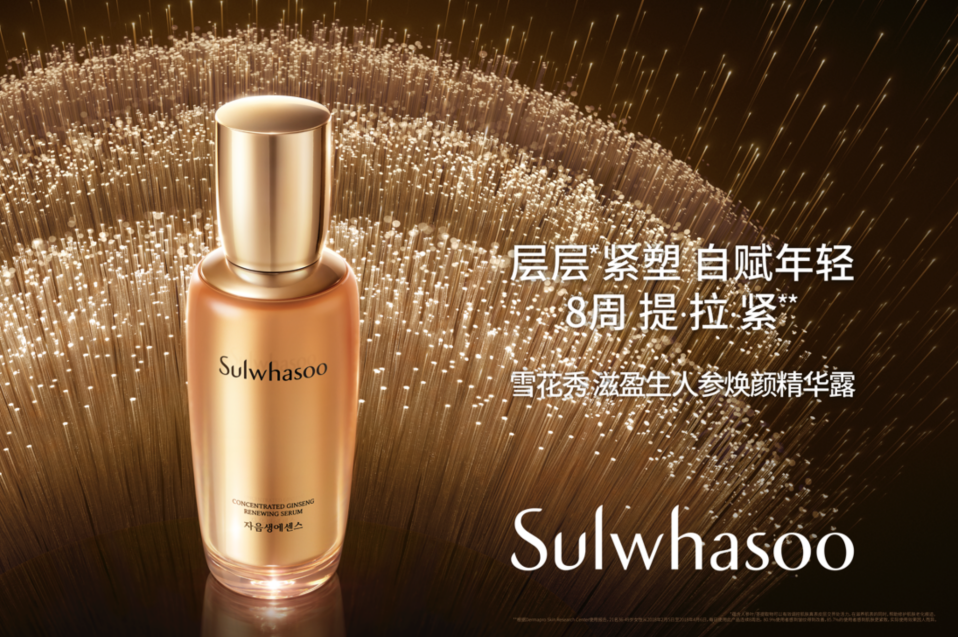 Sulwhasoo
CONCENTRATED GINSENG
RENEWING SERUM
자음생에센스
层层*紧塑 自赋年轻
8周 提 拉 紧**
雪花秀 滋盈生人参焕颜精华露
Sulwhasoo